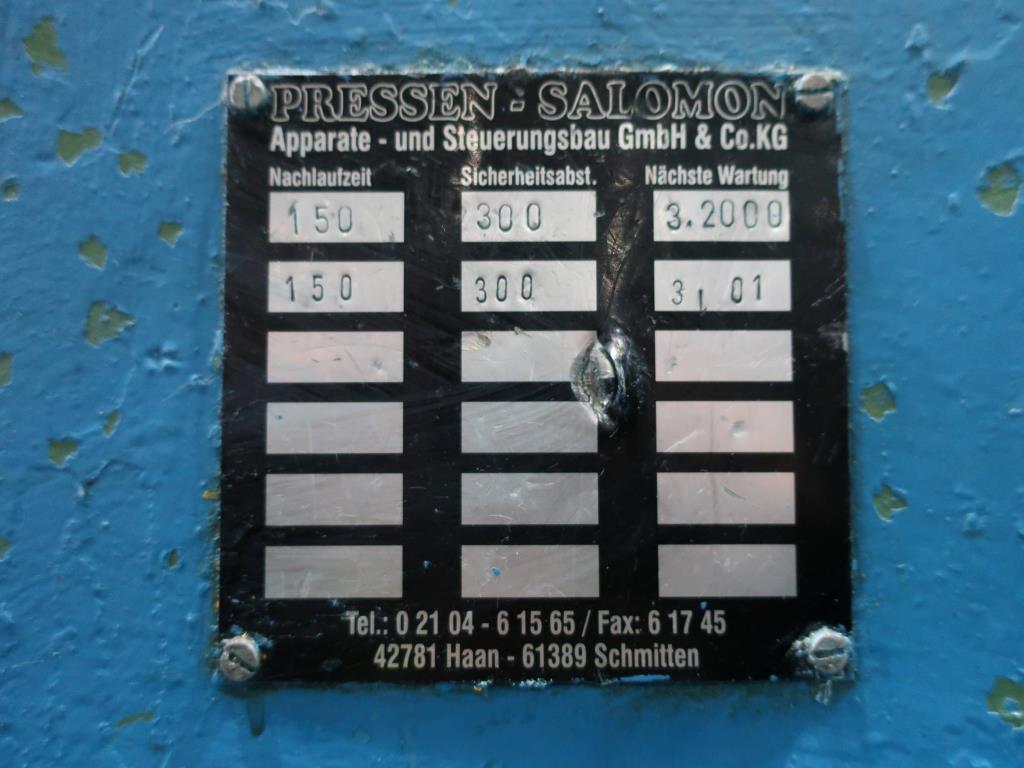 PRESSEN - SALOMON
Apparate - und Steuerungsbau GmbH & Co.KG
Nachlaufzeit Sicherheitsabst. Nächste Wartung
150 300 3.2000
150 300 3, 01
Tel.: 0 21 04 - 6 15 65 / Fax: 6 17 45
42781 Haan - 61389 Schmitten